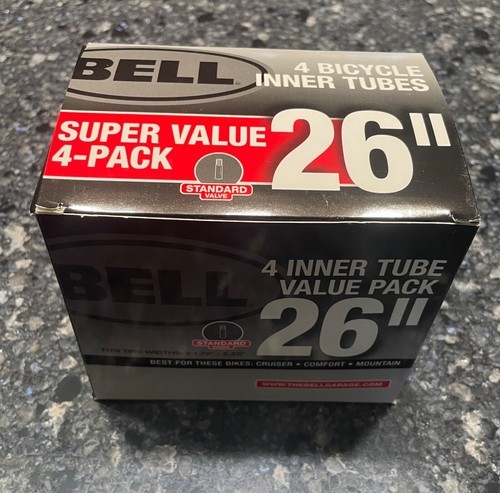 BELL
4 BICYCLE
INNER TUBES
SUPER VALUE
4-PACK
26"
STANDARD
VALVE
BELL
4 INNER TUBE
VALUE PACK
26"
STANDARD
VALVE
BEST FOR THESE BIKES: CRUISER • COMFORT • MOUNTAIN
WWW.THEBELLGARAGE.COM